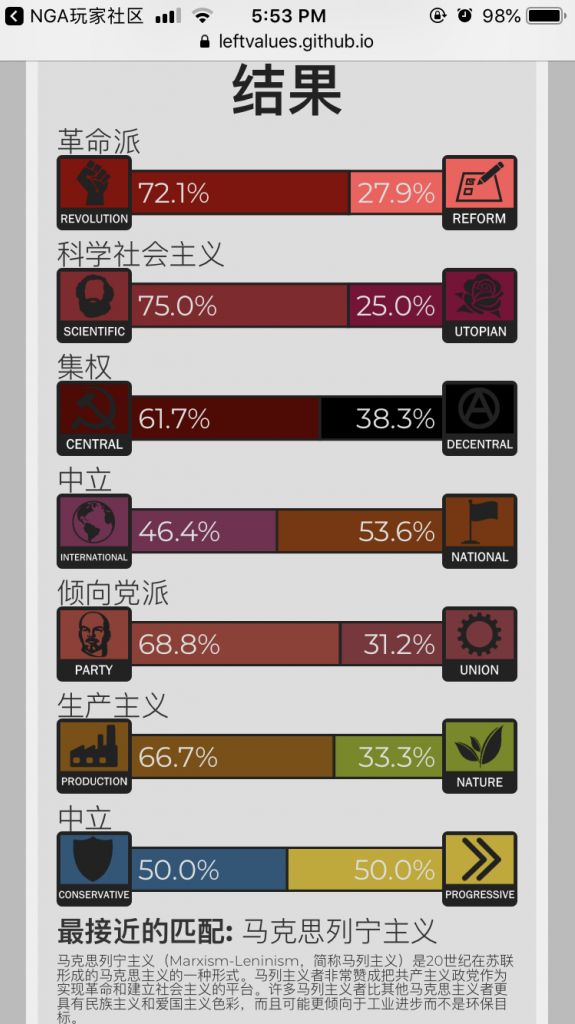 NGA玩家社区 5:53 PM 98%
leftvalues.github.io
结果
革命派
REVOLUTION 72.1% 27.9% REFORM
科学社会主义
SCIENTIFIC 75.0% 25.0% UTOPIAN
集权
CENTRAL 61.7% 38.3% DECENTRAL
中立
INTERNATIONAL 46.4% 53.6% NATIONAL
倾向党派
PARTY 68.8% 31.2% UNION
生产主义
PRODUCTION 66.7% 33.3% NATURE
中立
CONSERVATIVE 50.0% 50.0% PROGRESSIVE
最接近的匹配: 马克思列宁主义
马克思列宁主义（Marxism-Leninism，简称马列主义）是20世纪在苏联
形成的马克思主义的一种形式。马列主义者非常赞成把共产主义政党作为
实现革命和建立社会主义的平台。许多马列主义者比其他马克思主义者更
具有民族主义和爱国主义色彩，而且可能更倾向于工业进步而不是环保目
标。